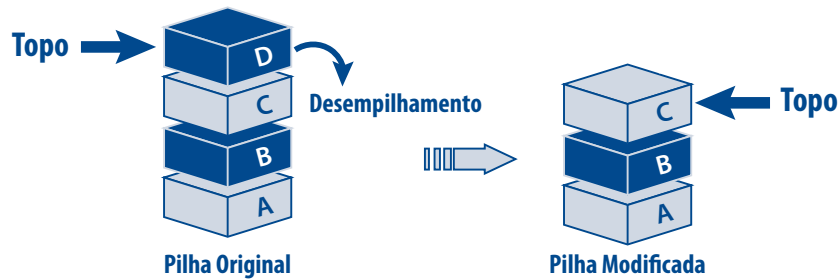 Topo
D
C
B
A
Desempilhamento
Pilha Original
C
B
A
Topo
Pilha Modificada